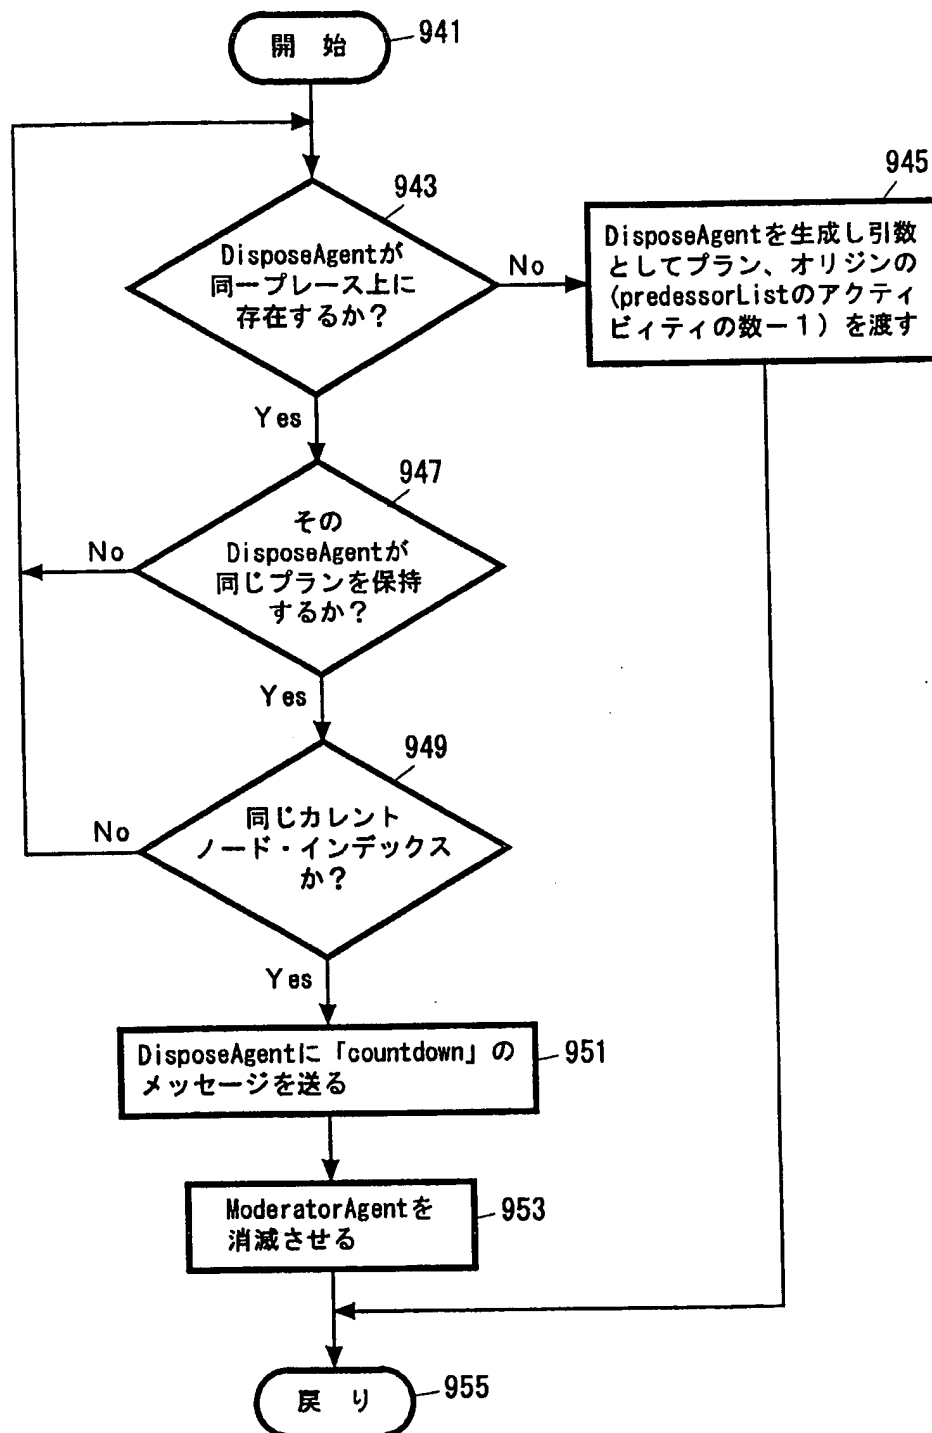 開 始
941
943
DisposeAgentが
同一プレース上に
存在するか？
No
945
DisposeAgentを生成し引数
としてプラン、オリジンの
(predessorListのアクティ
ビィティの数－1）を渡す
Yes
947
その
DisposeAgentが
同じプランを保持
するか？
No
Yes
949
同じカレント
ノード・インデックス
か？
No
Yes
DisposeAgentに「countdown」の
メッセージを送る
951
ModeratorAgentを
消滅させる
953
戻 り
955